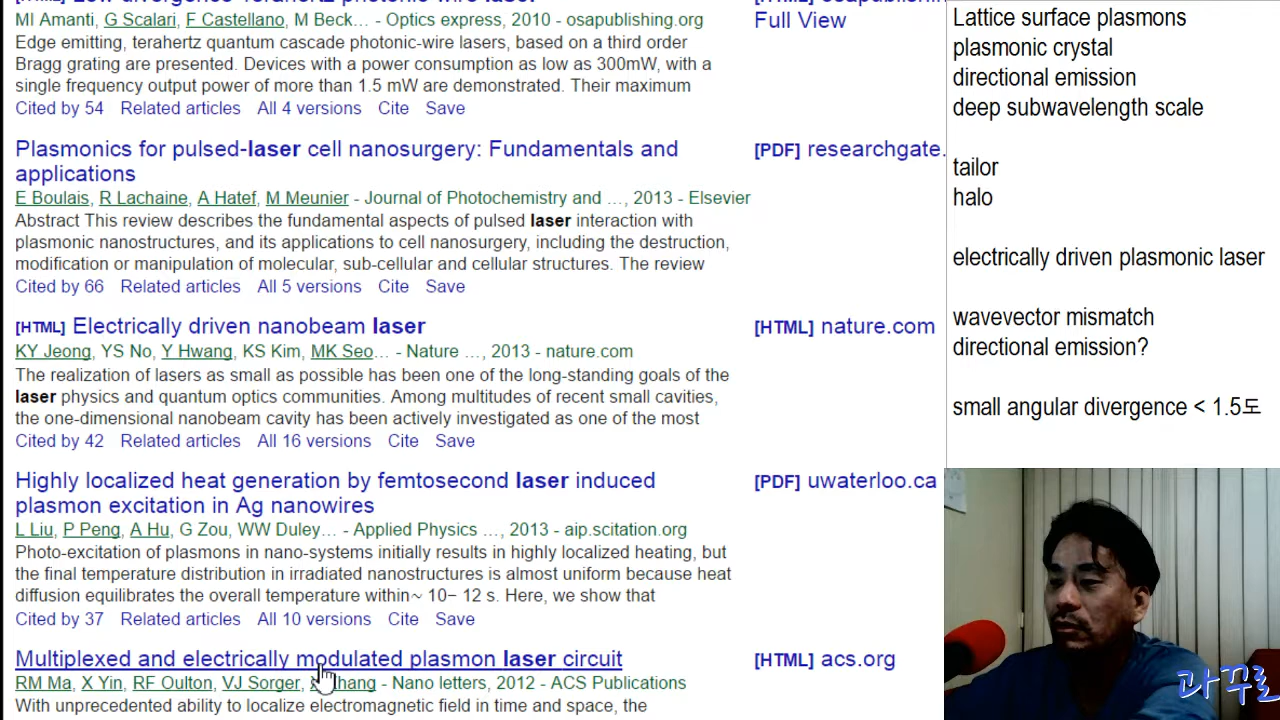 MI Amanti, G Scalari, F Castellano, M Beck... - Optics express, 2010 - osapublishing.org
Full View
Edge emitting, terahertz quantum cascade photonic-wire lasers, based on a third order
Bragg grating are presented. Devices with a power consumption as low as 300mW, with a
single frequency output power of more than 1.5 mW are demonstrated. Their maximum
Cited by 54 Related articles All 4 versions Cite Save
Plasmonics for pulsed-laser cell nanosurgery: Fundamentals and
applications
[PDF] researchgate.
E Boulais, R Lachaine, A Hatef, M Meunier - Journal of Photochemistry and ..., 2013 - Elsevier
Abstract This review describes the fundamental aspects of pulsed laser interaction with
plasmonic nanostructures, and its applications to cell nanosurgery, including the destruction,
modification or manipulation of molecular, sub-cellular and cellular structures. The review
Cited by 66 Related articles All 5 versions Cite Save
[HTML] Electrically driven nanobeam laser
[HTML] nature.com
KY Jeong, YS No, Y Hwang, KS Kim, MK Seo... - Nature ..., 2013 - nature.com
The realization of lasers as small as possible has been one of the long-standing goals of the
laser physics and quantum optics communities. Among multitudes of recent small cavities,
the one-dimensional nanobeam cavity has been actively investigated as one of the most
Cited by 42 Related articles All 16 versions Cite Save
Highly localized heat generation by femtosecond laser induced
plasmon excitation in Ag nanowires
[PDF] uwaterloo.ca
L Liu, P Peng, A Hu, G Zou, WW Duley... - Applied Physics ..., 2013 - aip.scitation.org
Photo-excitation of plasmons in nano-systems initially results in highly localized heating, but
the final temperature distribution in irradiated nanostructures is almost uniform because heat
diffusion equilibrates the overall temperature within~ 10− 12 s. Here, we show that
Cited by 37 Related articles All 10 versions Cite Save
Multiplexed and electrically modulated plasmon laser circuit
[HTML] acs.org
RM Ma, X Yin, RF Oulton, VJ Sorger, - Nano letters, 2012 - ACS Publications
With unprecedented ability to localize electromagnetic field in time and space, the
Lattice surface plasmons
plasmonic crystal
directional emission
deep subwavelength scale
tailor
halo
electrically driven plasmonic laser
wavevector mismatch
directional emission?
small angular divergence < 1.5도
과꾸로